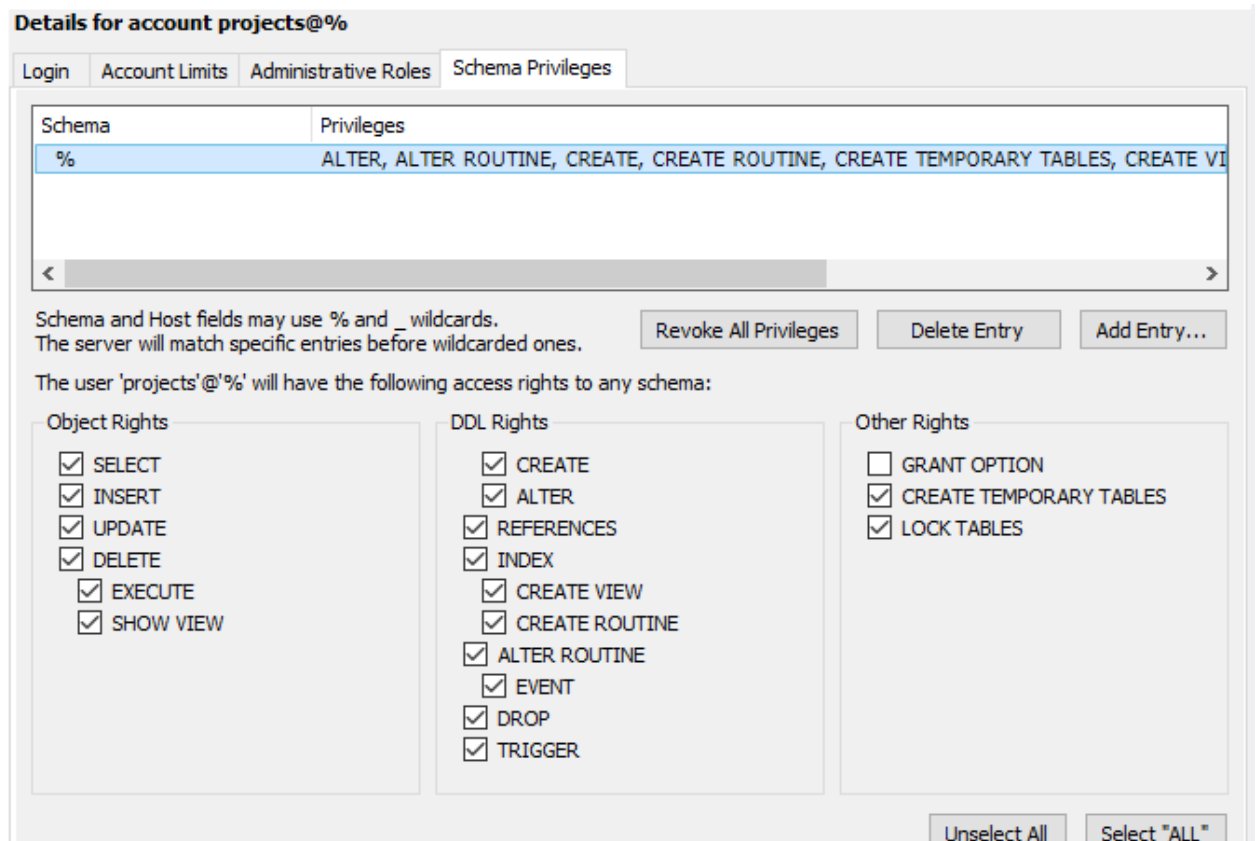 Details for account projects@%
Login Account Limits Administrative Roles Schema Privileges
Schema Privileges
% ALTER, ALTER ROUTINE, CREATE, CREATE ROUTINE, CREATE TEMPORARY TABLES, CREATE VI
Schema and Host fields may use % and _ wildcards.
The server will match specific entries before wildcarded ones.
Revoke All Privileges Delete Entry Add Entry...
The user 'projects'@'%' will have the following access rights to any schema:
Object Rights
SELECT
INSERT
UPDATE
DELETE
EXECUTE
SHOW VIEW
DDL Rights
CREATE
ALTER
REFERENCES
INDEX
CREATE VIEW
CREATE ROUTINE
ALTER ROUTINE
EVENT
DROP
TRIGGER
Other Rights
GRANT OPTION
CREATE TEMPORARY TABLES
LOCK TABLES
Unselect All Select "ALL"